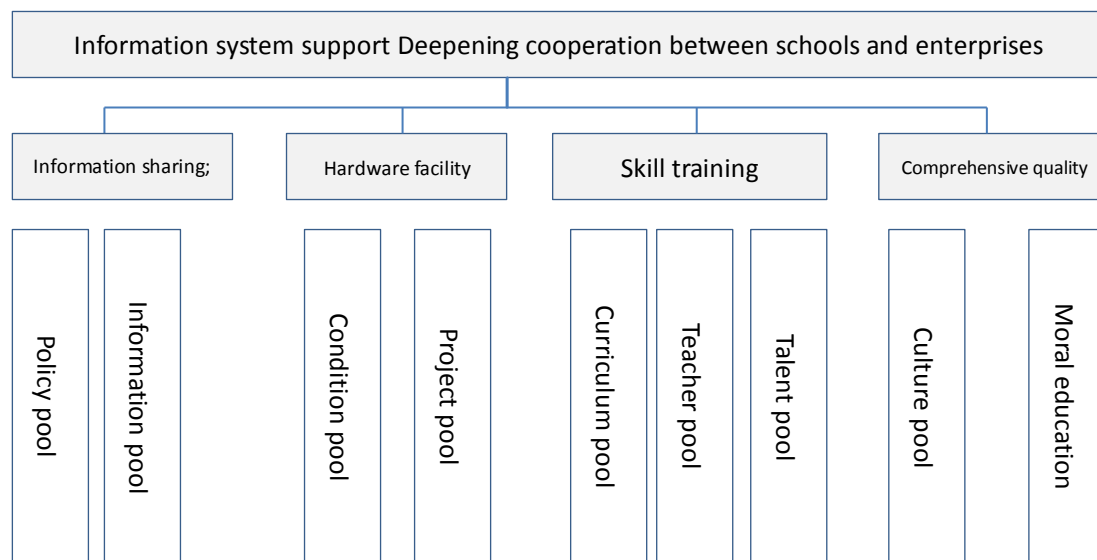 Information system support Deepening cooperation between schools and enterprises
Information sharing;
Hardware facility
Skill training
Comprehensive quality
Policy pool
Information pool
Condition pool
Project pool
Curriculum pool
Teacher pool
Talent pool
Culture pool
Moral education